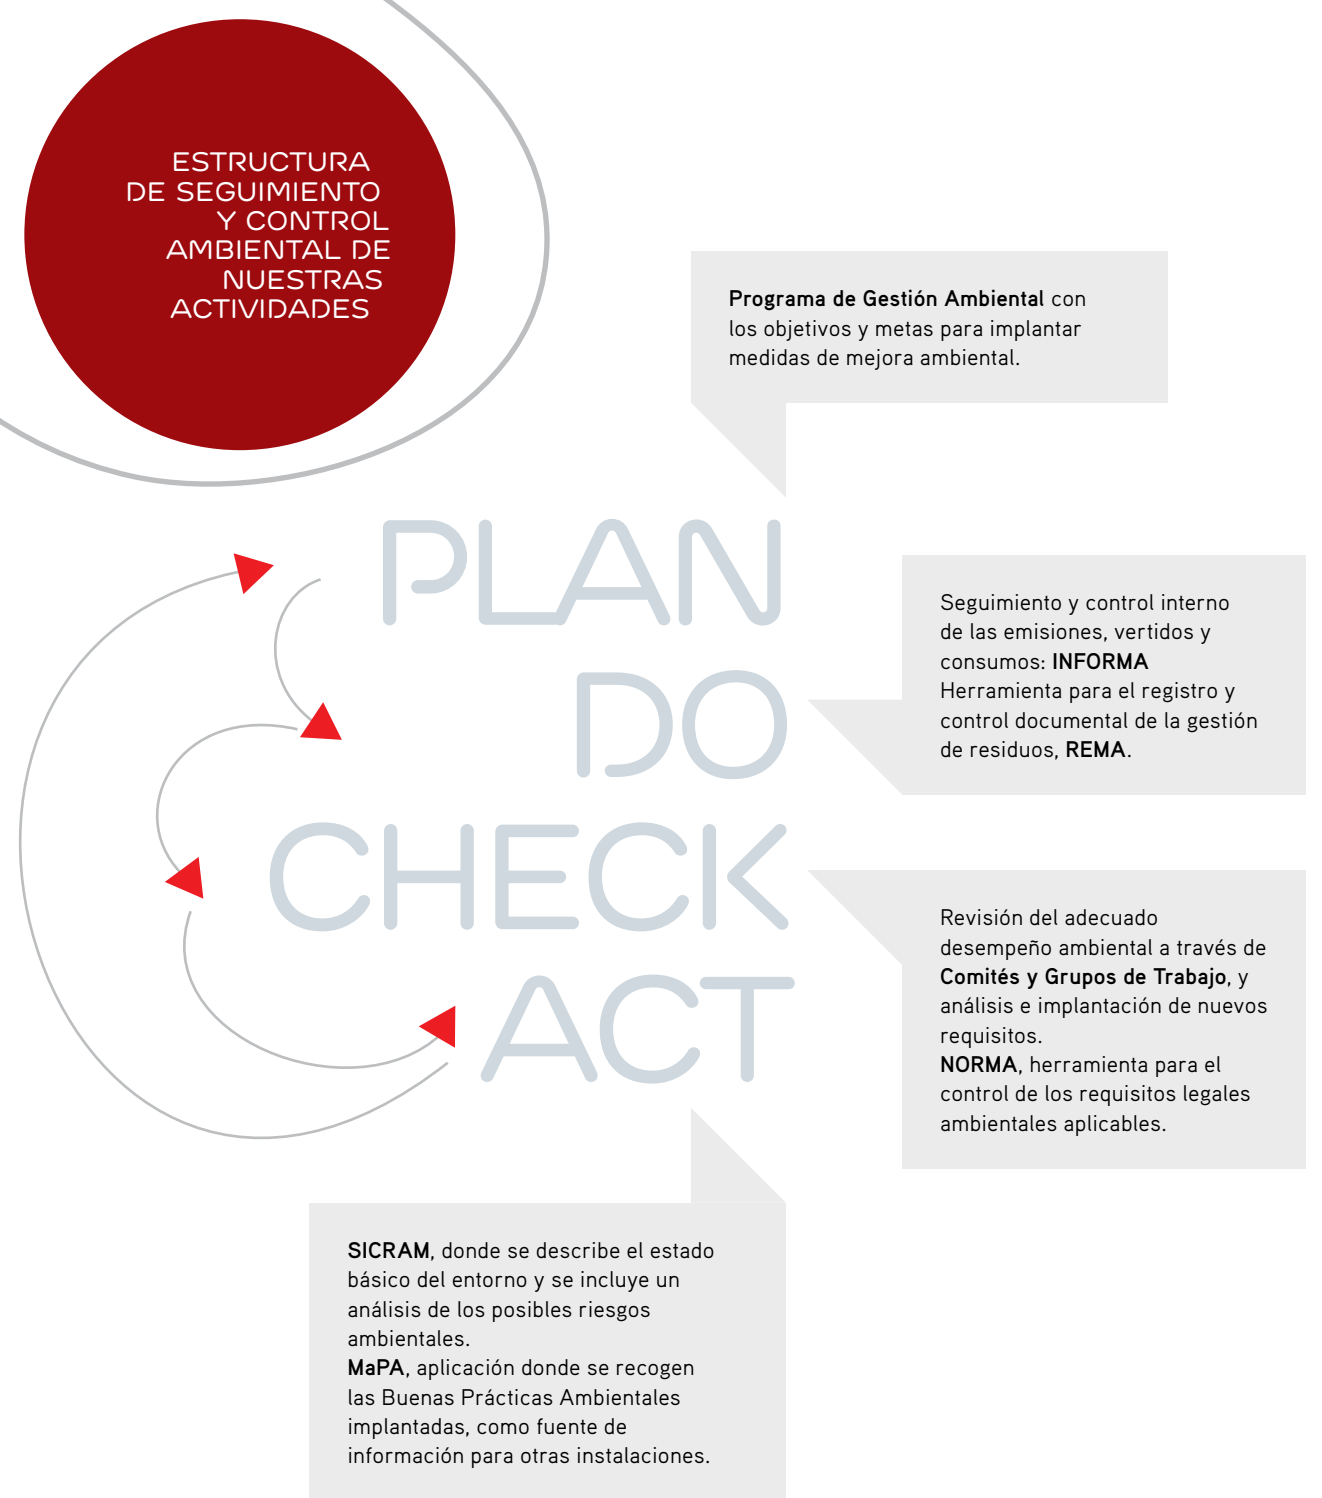 ESTRUCTURA
DE SEGUIMIENTO
Y CONTROL
AMBIENTAL DE
NUESTRAS
ACTIVIDADES
Programa de Gestión Ambiental con
los objetivos y metas para implantar
medidas de mejora ambiental.
PLAN
DO
Seguimiento y control interno
de las emisiones, vertidos y
consumos: INFORMA
Herramienta para el registro y
control documental de la gestión
de residuos, REMA.
CHECK
Revisión del adecuado
desempeño ambiental a través de
Comités y Grupos de Trabajo, y
análisis e implantación de nuevos
requisitos.
NORMA, herramienta para el
control de los requisitos legales
ambientales aplicables.
ACT
SICRAM, donde se describe el estado
básico del entorno y se incluye un
análisis de los posibles riesgos
ambientales.
MaPA, aplicación donde se recogen
las Buenas Prácticas Ambientales
implantadas, como fuente de
información para otras instalaciones.